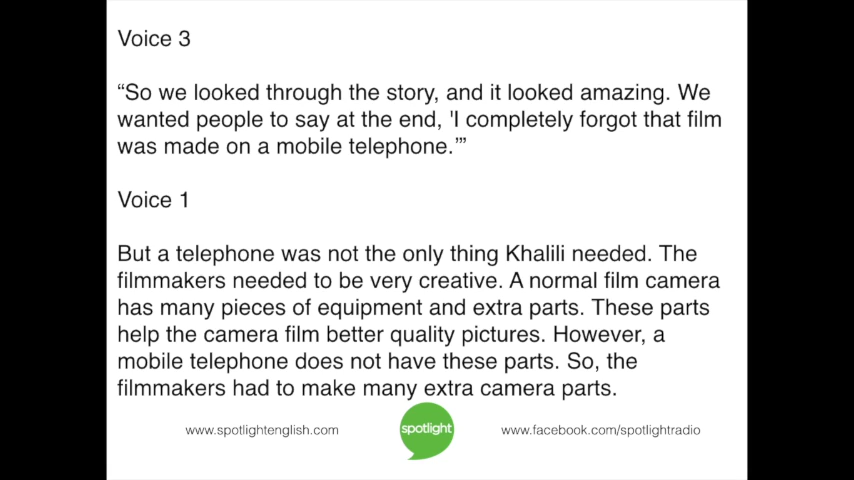 Voice 3
“So we looked through the story, and it looked amazing. We
wanted people to say at the end, 'I completely forgot that film
was made on a mobile telephone.’”
Voice 1
But a telephone was not the only thing Khalili needed. The
filmmakers needed to be very creative. A normal film camera
has many pieces of equipment and extra parts. These parts
help the camera film better quality pictures. However, a
mobile telephone does not have these parts. So, the
filmmakers had to make many extra camera parts.
www.spotlightenglish.com
spotlight
www.facebook.com/spotlightradio